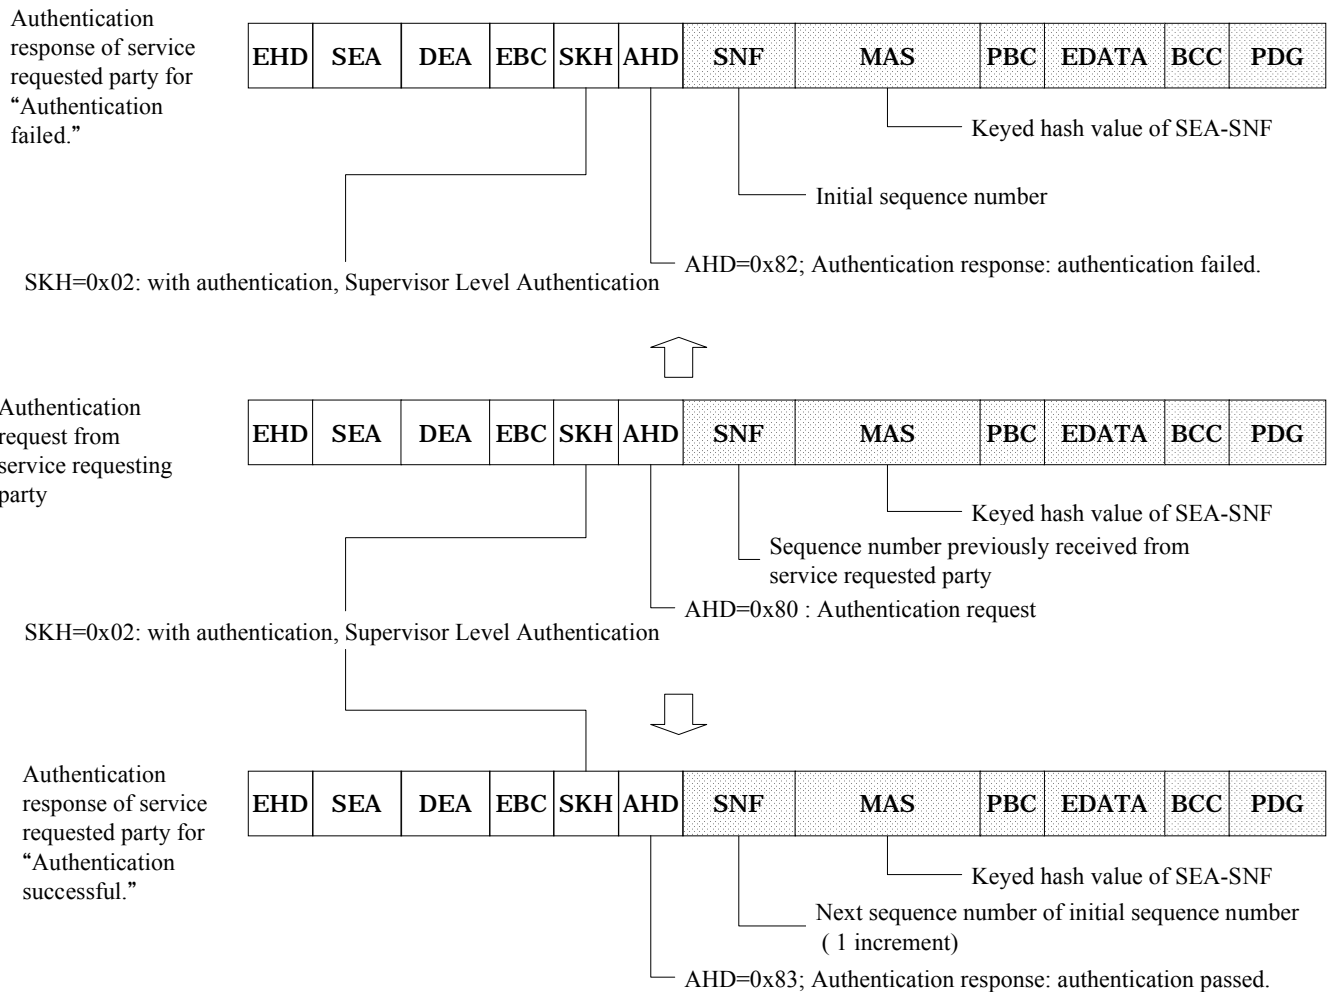 Authentication
response of service
requested party for
“Authentication
failed.”
EHD SEA DEA EBC SKH AHD SNF MAS PBC EDATA BCC PDG
Keyed hash value of SEA-SNF
Initial sequence number
AHD=0x82; Authentication response: authentication failed.
SKH=0x02: with authentication, Supervisor Level Authentication
Authentication
request from
service requesting
party
EHD SEA DEA EBC SKH AHD SNF MAS PBC EDATA BCC PDG
Keyed hash value of SEA-SNF
Sequence number previously received from
service requested party
AHD=0x80 : Authentication request
SKH=0x02: with authentication, Supervisor Level Authentication
Authentication
response of service
requested party for
“Authentication
successful.”
EHD SEA DEA EBC SKH AHD SNF MAS PBC EDATA BCC PDG
Keyed hash value of SEA-SNF
Next sequence number of initial sequence number
( 1 increment)
AHD=0x83; Authentication response: authentication passed.